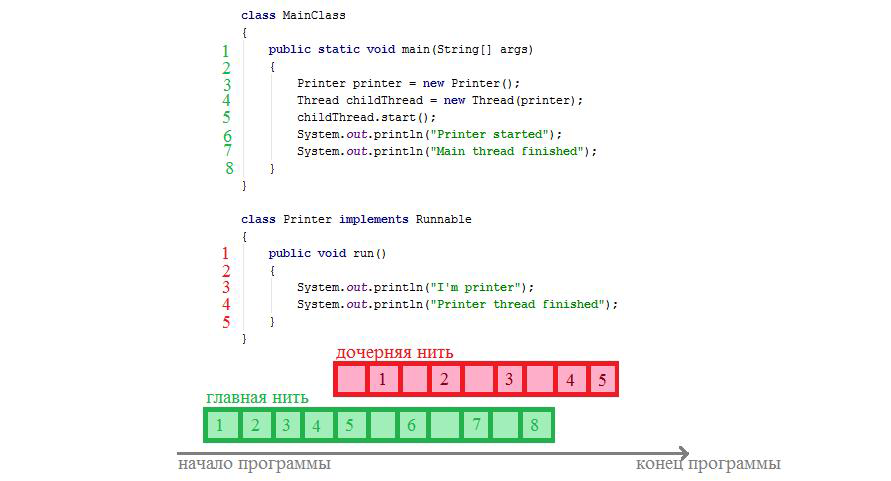 class MainClass
{
1 public static void main(String[] args)
2 {
3 Printer printer = new Printer();
4 Thread childThread = new Thread(printer);
5 childThread.start();
6 System.out.println("Printer started");
7 System.out.println("Main thread finished");
8 }
}
class Printer implements Runnable
{
1 public void run()
2 {
3 System.out.println("I'm printer");
4 System.out.println("Printer thread finished");
5 }
}
дочерняя нить
1 2 3 4 5
главная нить
1 2 3 4 5 6 7 8
начало программы конец программы